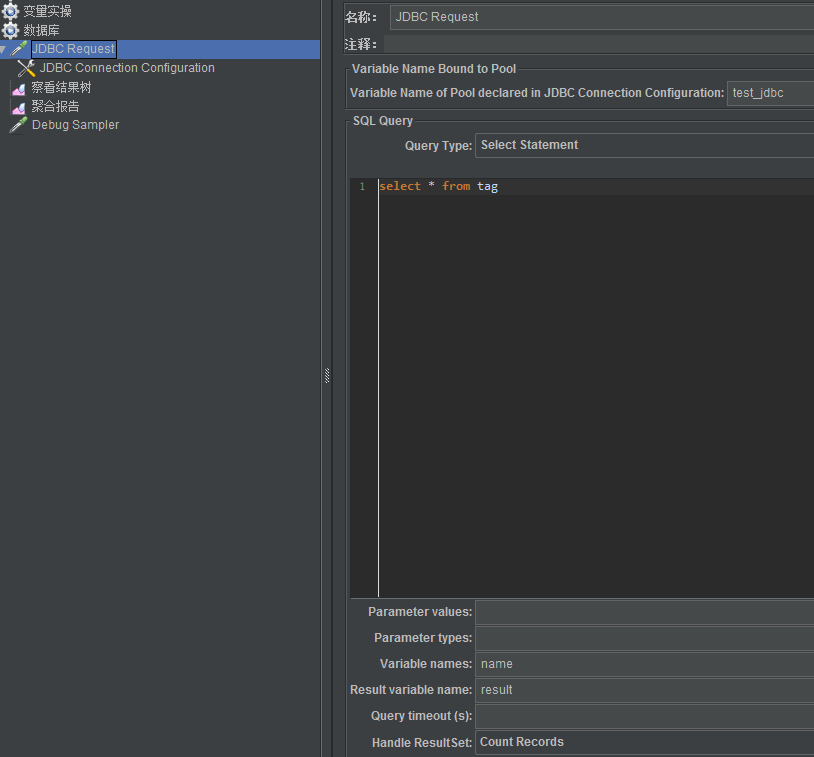 变量实操
数据库
JDBC Request
JDBC Connection Configuration
察看结果树
聚合报告
Debug Sampler
名称： JDBC Request
注释：
Variable Name Bound to Pool
Variable Name of Pool declared in JDBC Connection Configuration: test_jdbc
SQL Query
Query Type: Select Statement
1 select * from tag
Parameter values:
Parameter types:
Variable names: name
Result variable name: result
Query timeout (s):
Handle ResultSet: Count Records